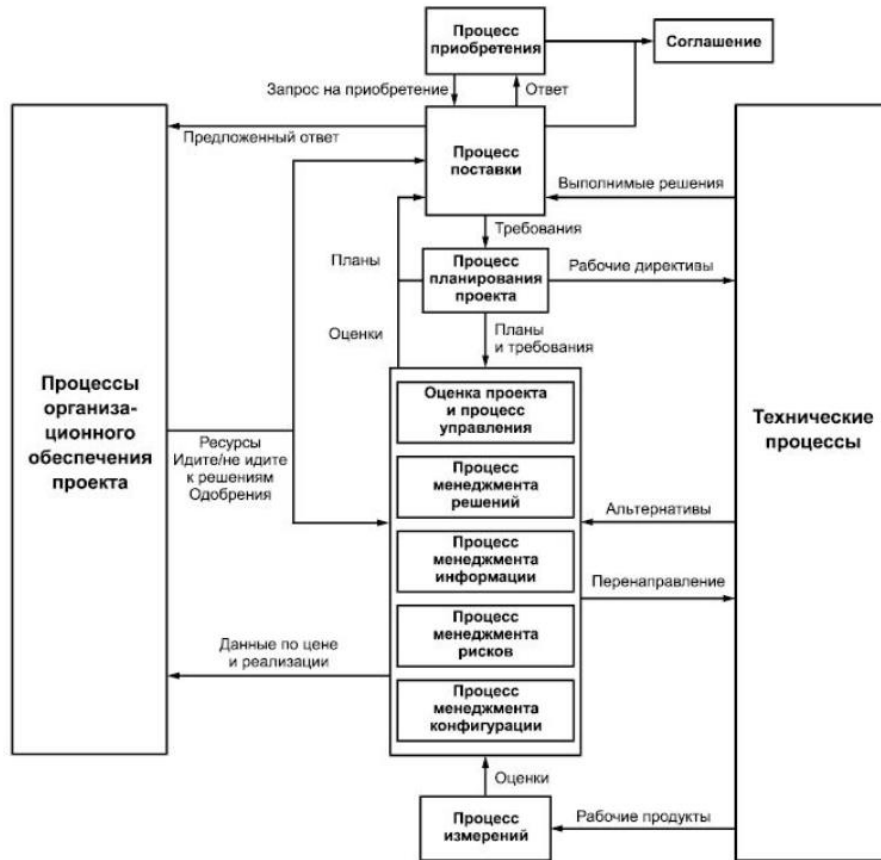 Процесс
приобретения
Соглашение
Запрос на приобретение
Ответ
Предложенный ответ
Процесс
поставки
Выполнимые решения
Требования
Планы
Процесс
планирования
проекта
Рабочие директивы
Оценки
Планы
и требования
Процессы
организа-
ционного
обеспечения
проекта
Оценка проекта
и процесс
управления
Технические
процессы
Ресурсы
Идите/не идите
к решениям
Одобрения
Процесс
менеджмента
решений
Альтернативы
Процесс
менеджмента
информации
Перенаправление
Процесс
менеджмента
рисков
Данные по цене
и реализации
Процесс
менеджмента
конфигурации
Оценки
Процесс
измерений
Рабочие продукты